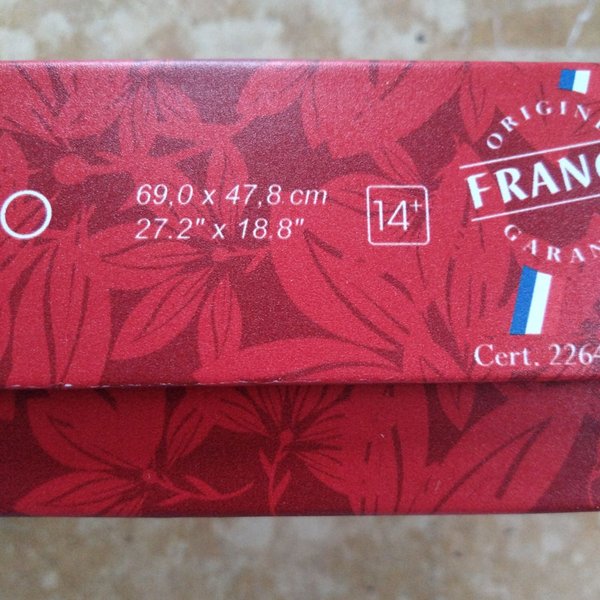 69,0 x 47,8 cm
27.2" x 18.8"
14+
ORIGINE
FRANC
GARAN
Cert. 2264